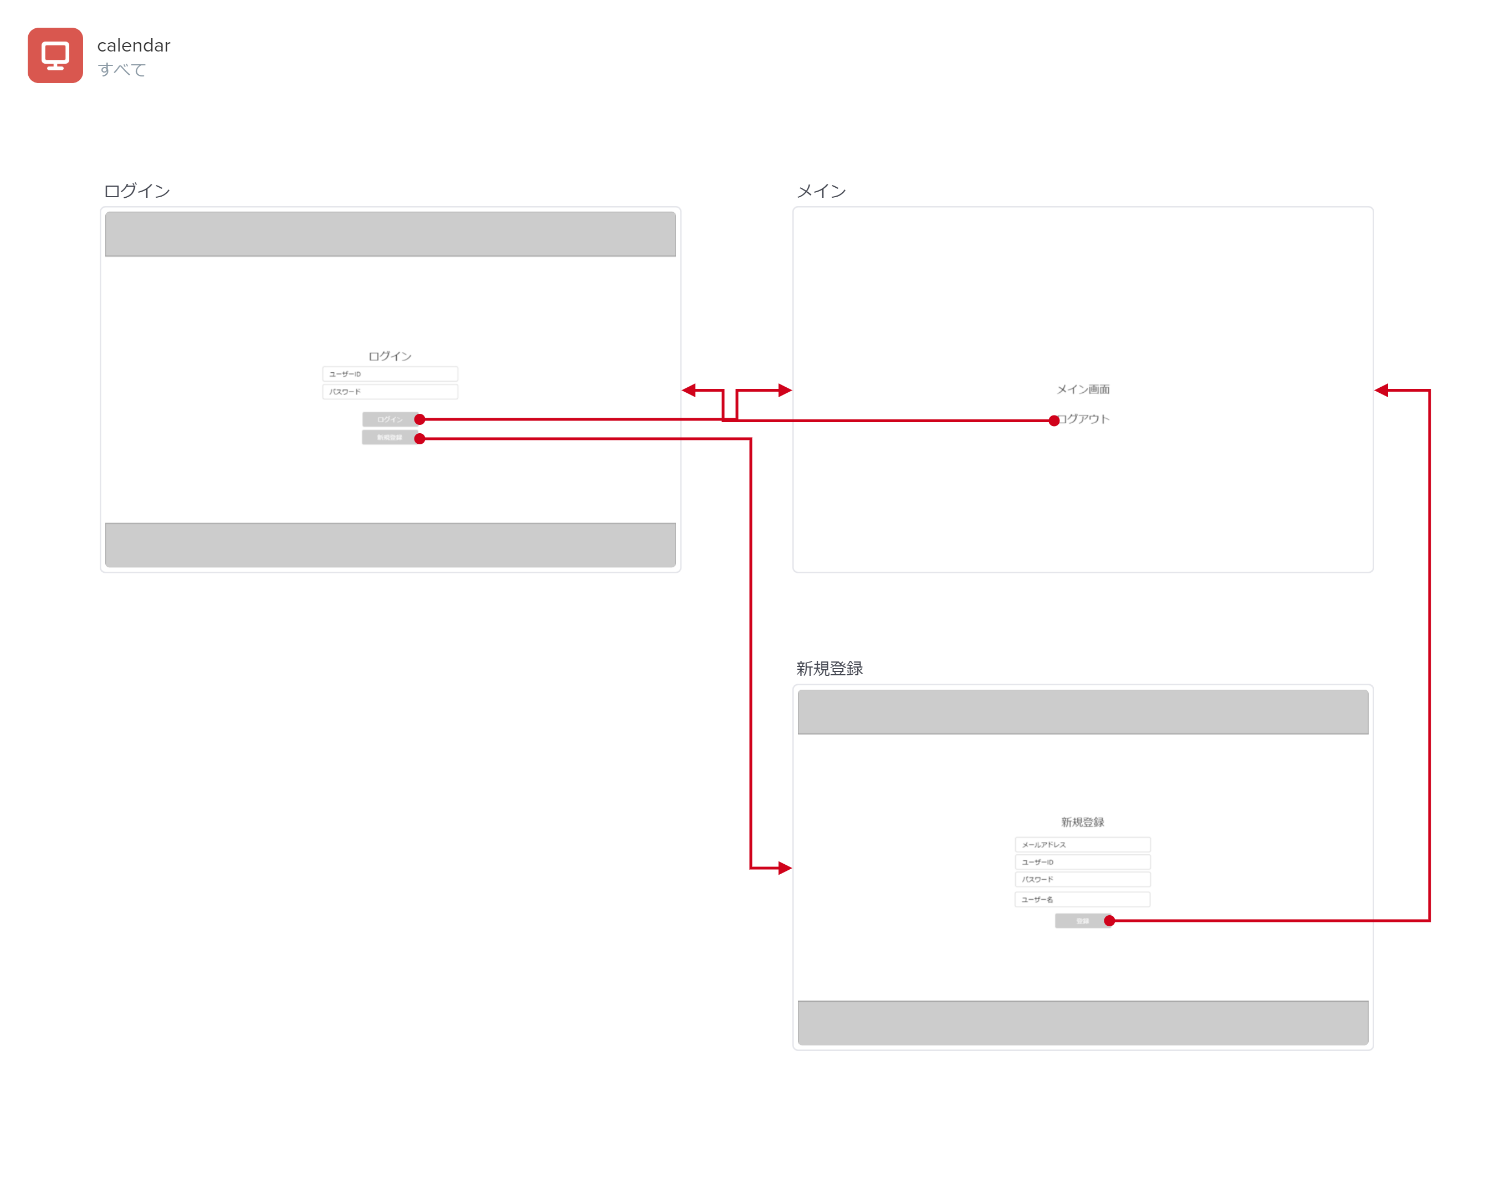 calendar
すべて
ログイン
ログイン
ユーザーID
パスワード
ログイン
新規登録
メイン
メイン画面
ログアウト
新規登録
新規登録
メールアドレス
ユーザーID
パスワード
ユーザー名
登録